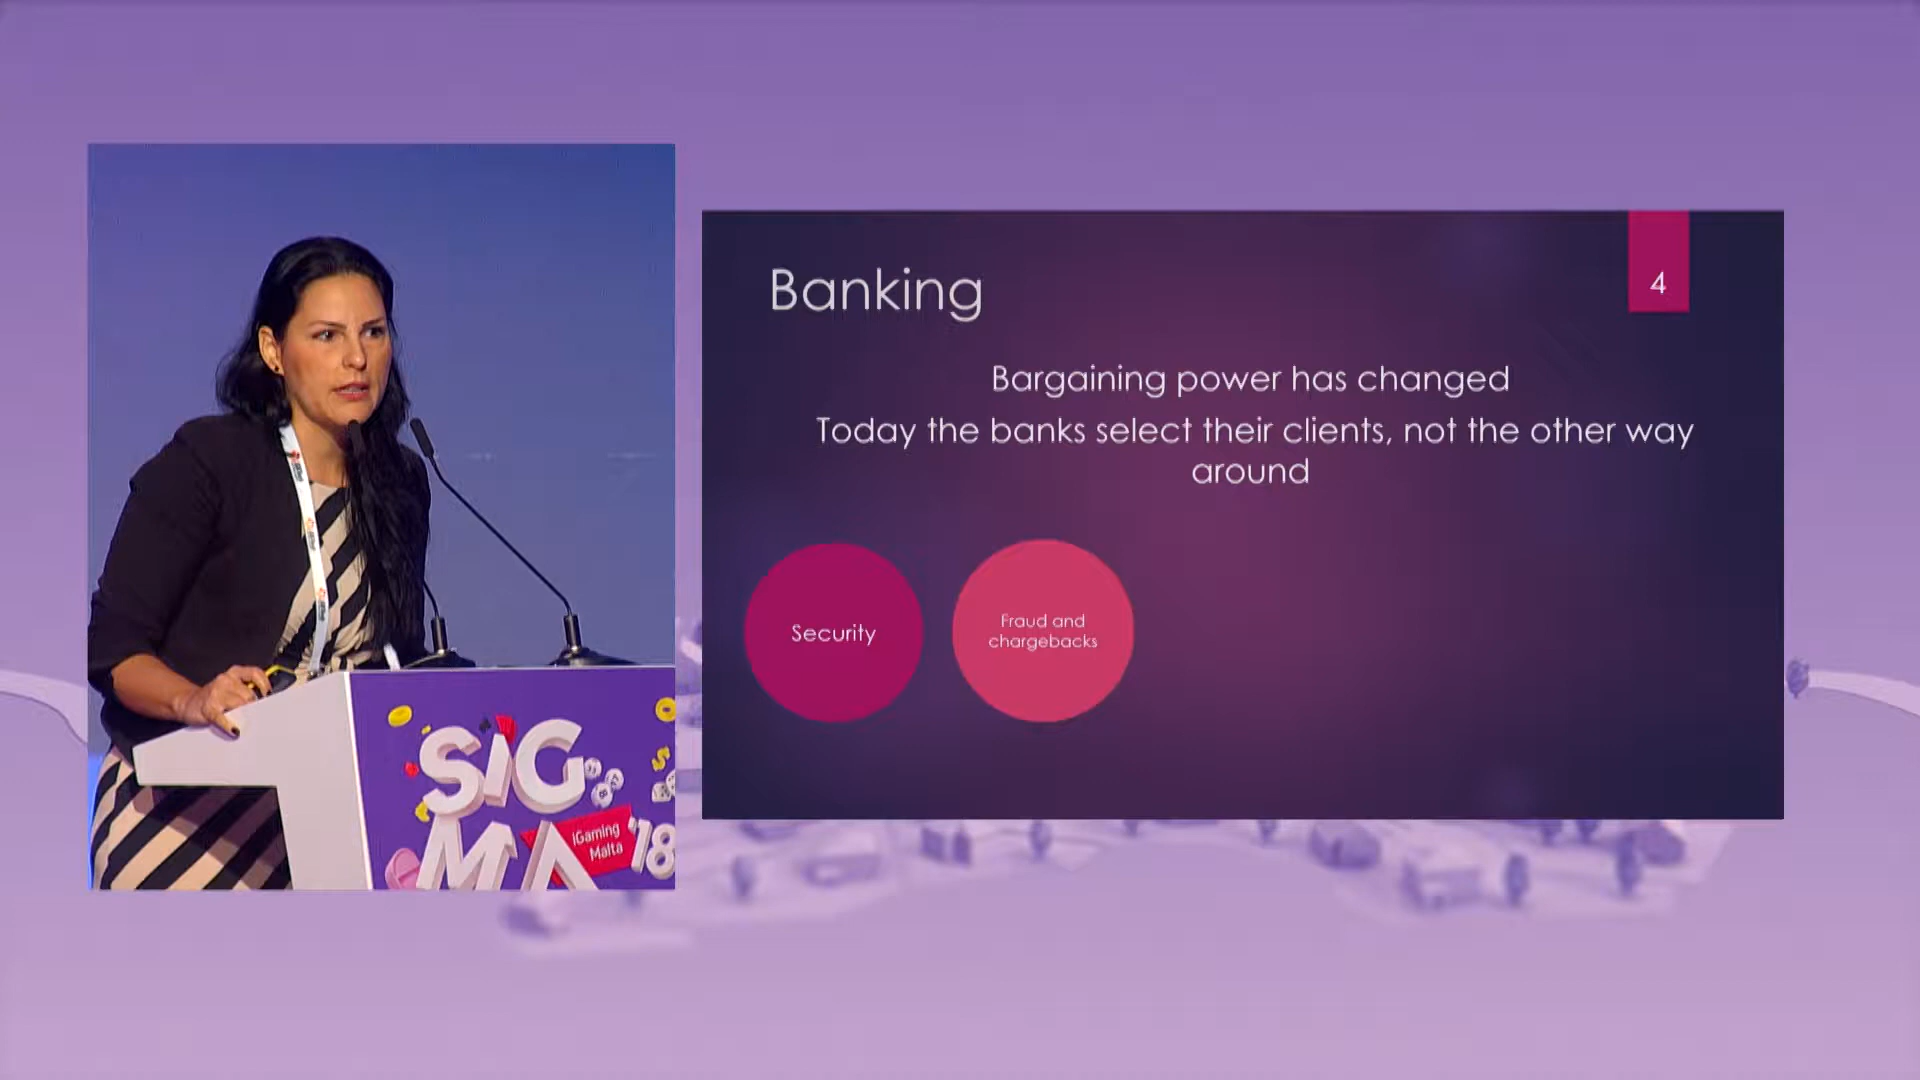 Banking
4
Bargaining power has changed
Today the banks select their clients, not the other way
around
Security
Fraud and
chargebacks
SiG
MA
iGaming
Malta
'18